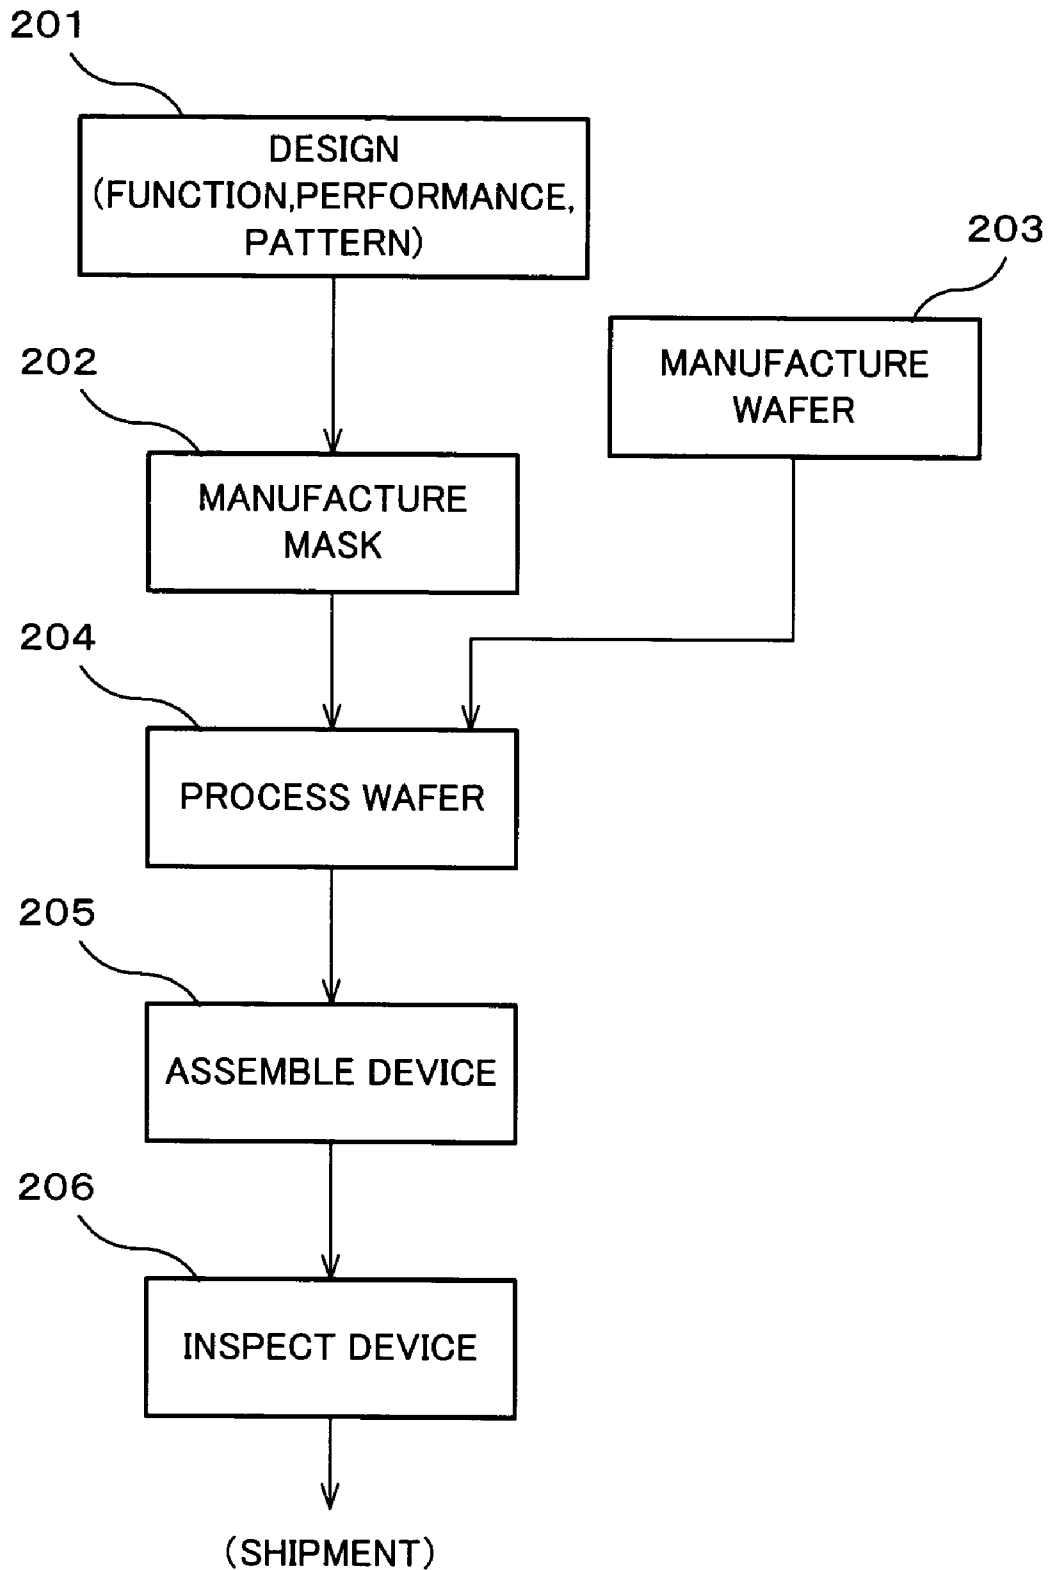 201
DESIGN
(FUNCTION,PERFORMANCE,
PATTERN)
203
MANUFACTURE
WAFER
202
MANUFACTURE
MASK
204
PROCESS WAFER
205
ASSEMBLE DEVICE
206
INSPECT DEVICE
(SHIPMENT)